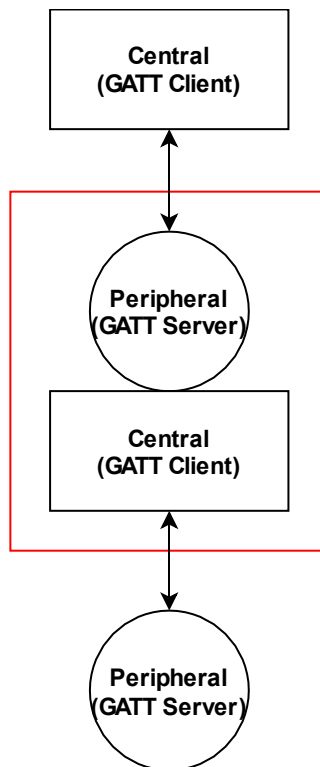 Central
(GATT Client)
Peripheral
(GATT Server)
Central
(GATT Client)
Peripheral
(GATT Server)